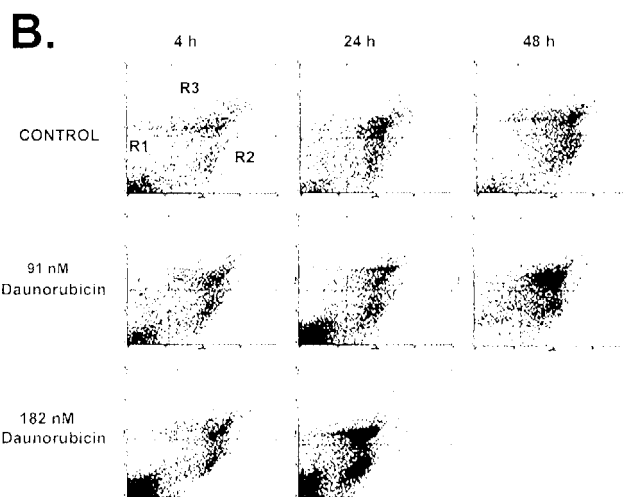 B.
4 h 24 h 48 h
R3
CONTROL
R1
R2
91 nM
Daunorubicin
182 nM
Daunorubicin